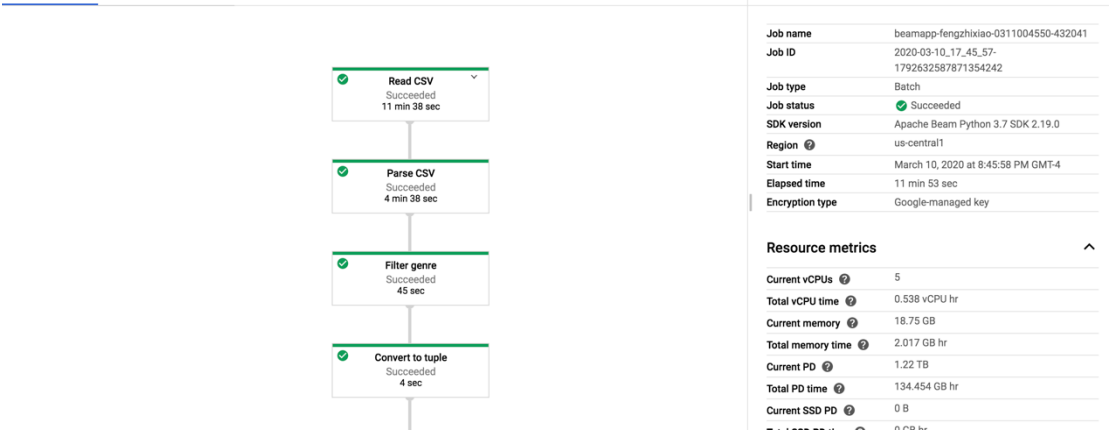 Read CSV
Succeeded
11 min 38 sec
Parse CSV
Succeeded
4 min 38 sec
Filter genre
Succeeded
45 sec
Convert to tuple
Succeeded
4 sec
Job name beamapp-fengzhixiao-0311004550-432041
Job ID 2020-03-10_17_45_57-
1792632587871354242
Job type Batch
Job status Succeeded
SDK version Apache Beam Python 3.7 SDK 2.19.0
Region us-central1
Start time March 10, 2020 at 8:45:58 PM GMT-4
Elapsed time 11 min 53 sec
Encryption type Google-managed key
Resource metrics
Current vCPUs 5
Total vCPU time 0.538 vCPU hr
Current memory 18.75 GB
Total memory time 2.017 GB hr
Current PD 1.22 TB
Total PD time 134.454 GB hr
Current SSD PD 0 B